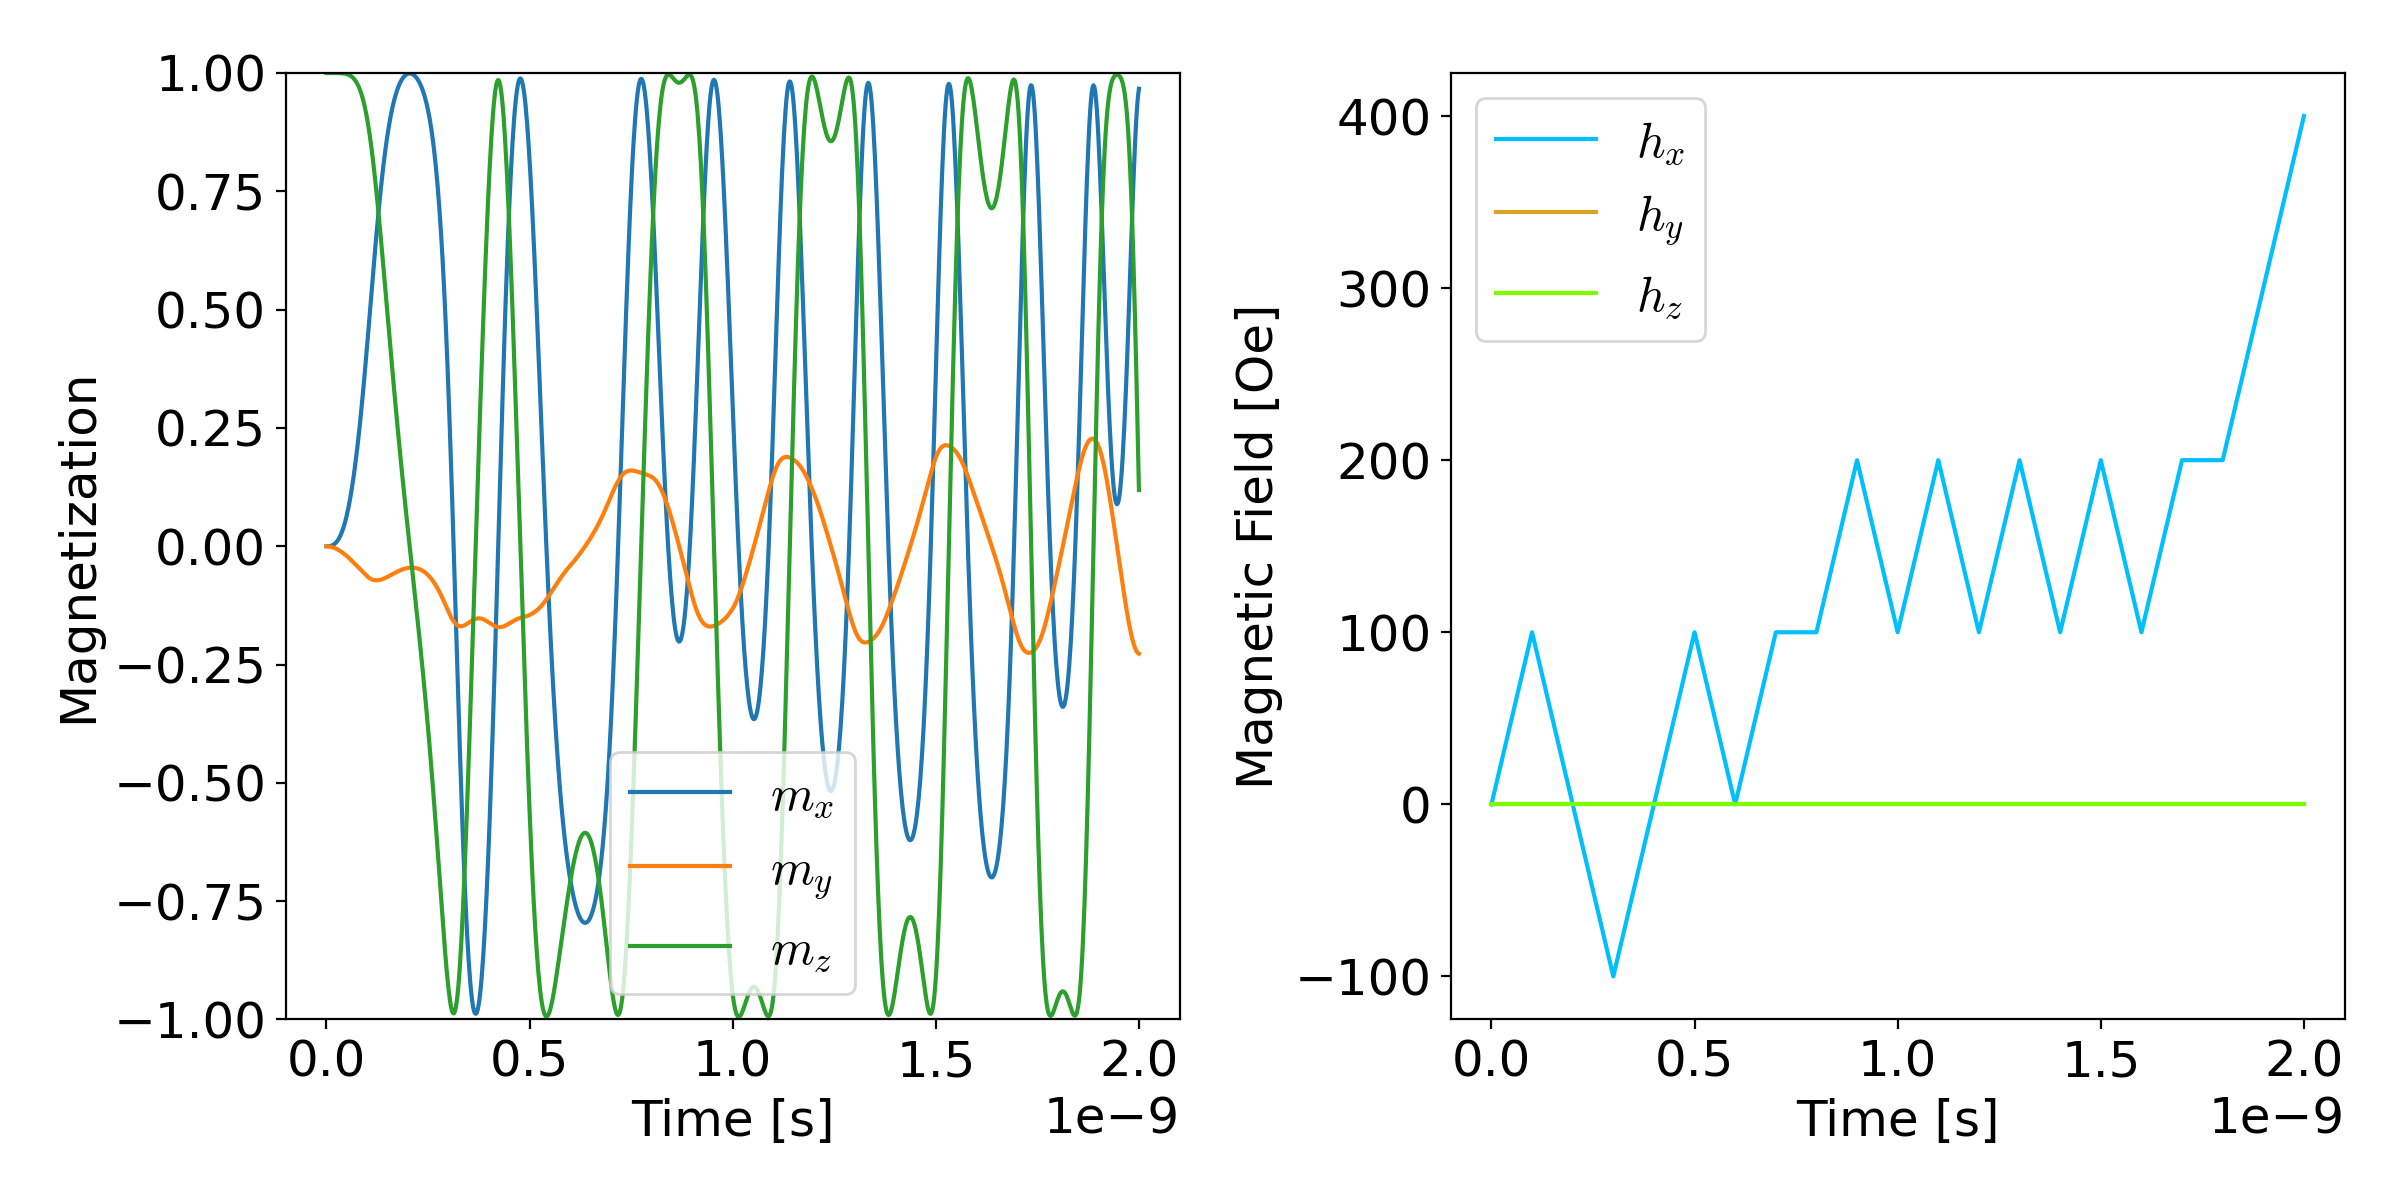 1.00
0.75
0.50
0.25
0.00
−0.25
−0.50
−0.75
−1.00
Magnetization
0.0 0.5 1.0 1.5 2.0
Time [s]
1e−9
m_x
m_y
m_z
400
300
200
100
0
−100
Magnetic Field [Oe]
0.0 0.5 1.0 1.5 2.0
Time [s]
1e−9
h_x
h_y
h_z